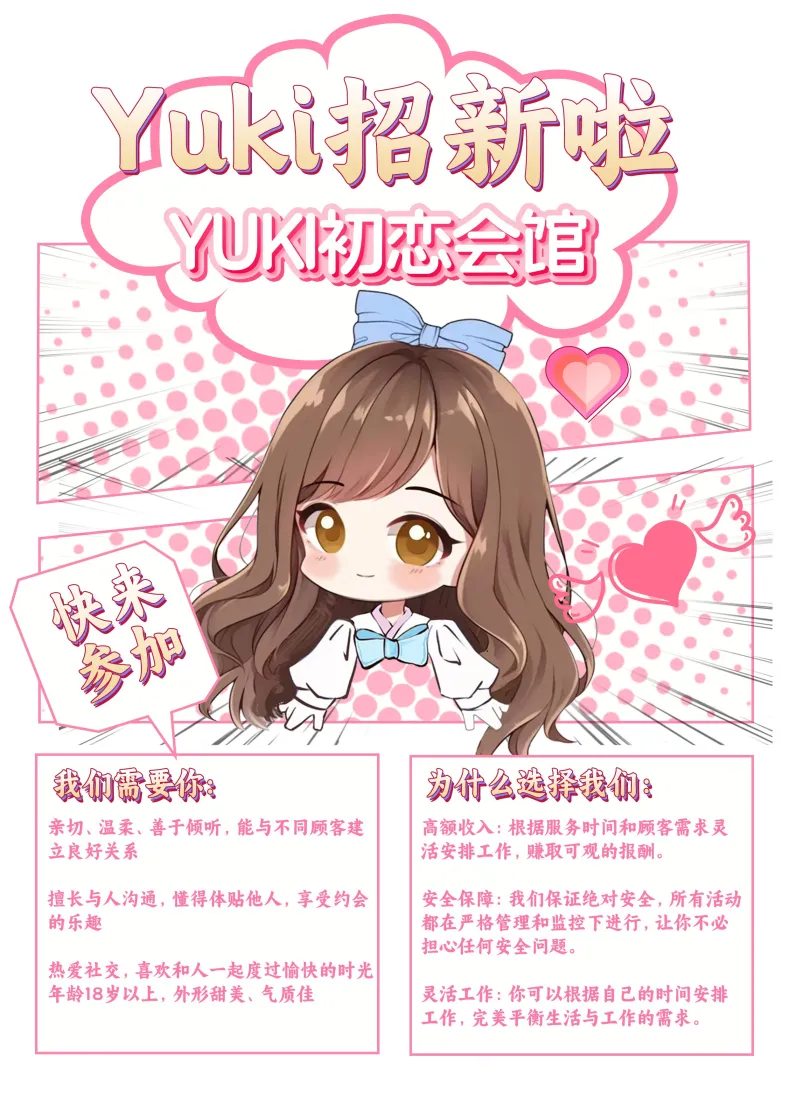 Yuki招新啦
YUKI初恋会馆
快来
参加
我们需要你:
亲切、温柔、善于倾听，能与不同顾客建
立良好关系
擅长与人沟通，懂得体贴他人，享受约会
的乐趣
热爱社交，喜欢和人一起度过愉快的时光
年龄18岁以上，外形甜美、气质佳
为什么选择我们:
高额收入：根据服务时间和顾客需求灵
活安排工作，赚取可观的报酬。
安全保障：我们保证绝对安全，所有活动
都在严格管理和监控下进行，让你不必
担心任何安全问题。
灵活工作：你可以根据自己的时间安排
工作，完美平衡生活与工作的需求。